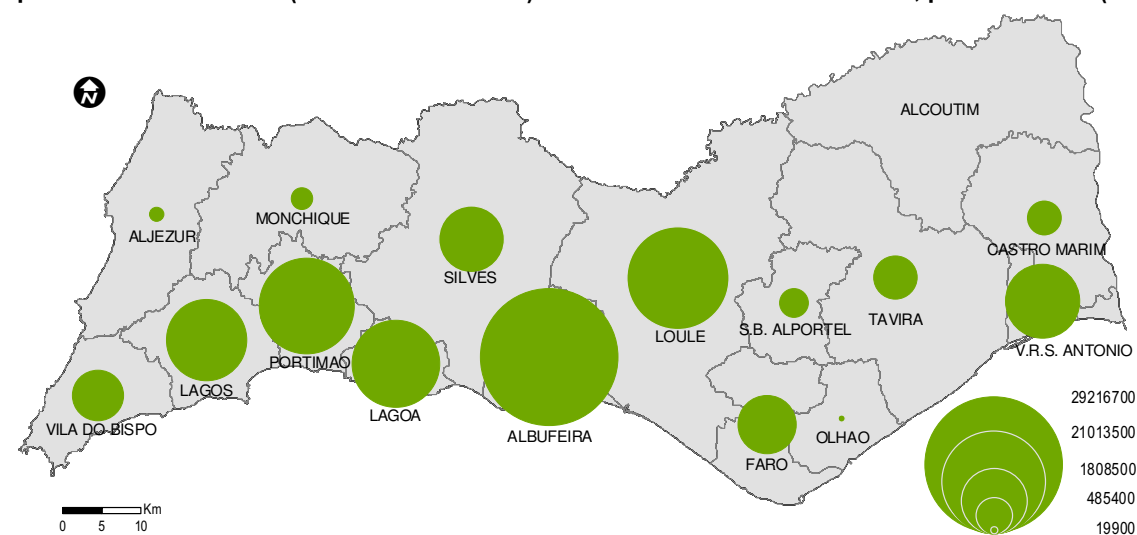 N
ALCOUTIM
ALJEZUR
MONCHIQUE
SILVES
CASTRO MARIM
LOULE
S.B. ALPORTEL
TAVIRA
V.R.S. ANTONIO
PORTIMAO
LAGOS
LAGOA
ALBUFEIRA
VILA DO BISPO
FARO
OLHAO
29216700
21013500
1808500
485400
19900
Km
0 5 10